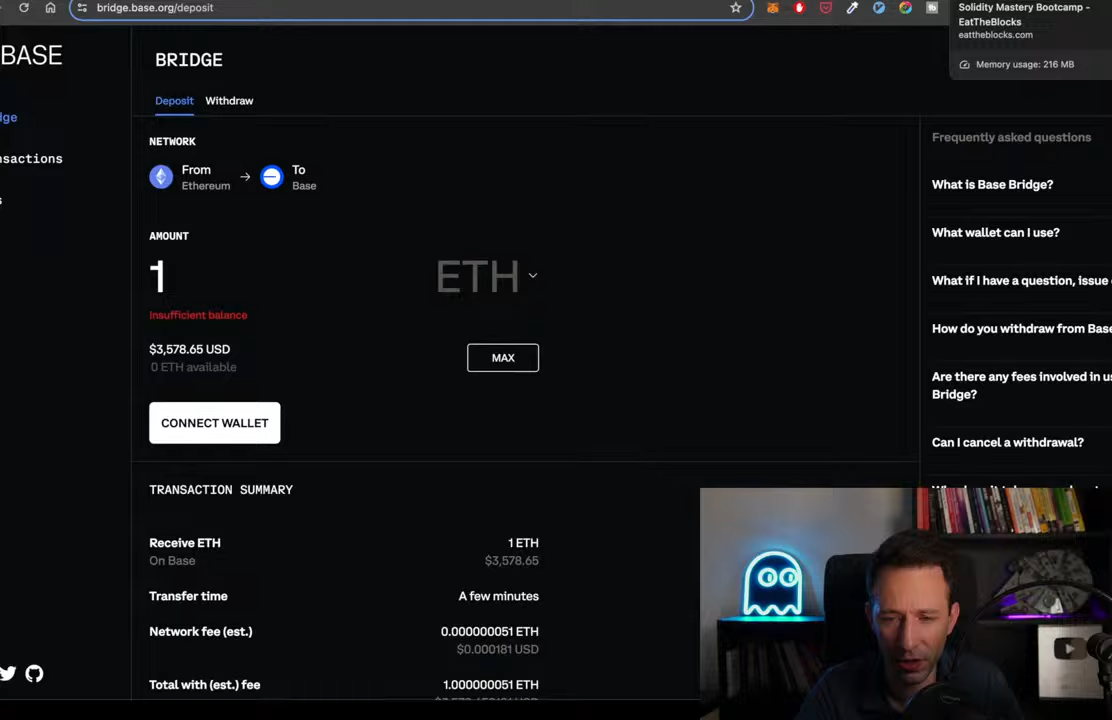 bridge.base.org/deposit
Solidity Mastery Bootcamp -
EatTheBlocks
eattheblocks.com
Memory usage: 216 MB
BASE
BRIDGE
Deposit
Withdraw
dge
nsactions
s
NETWORK
From
Ethereum
To
Base
AMOUNT
1
ETH
Insufficient balance
$3,578.65 USD
0 ETH available
MAX
CONNECT WALLET
Frequently asked questions
What is Base Bridge?
What wallet can I use?
What if I have a question, issue
How do you withdraw from Base
Are there any fees involved in us
Bridge?
Can I cancel a withdrawal?
TRANSACTION SUMMARY
Receive ETH
1 ETH
On Base
$3,578.65
Transfer time
A few minutes
Network fee (est.)
0.000000051 ETH
$0.000181 USD
Total with (est.) fee
1.000000051 ETH